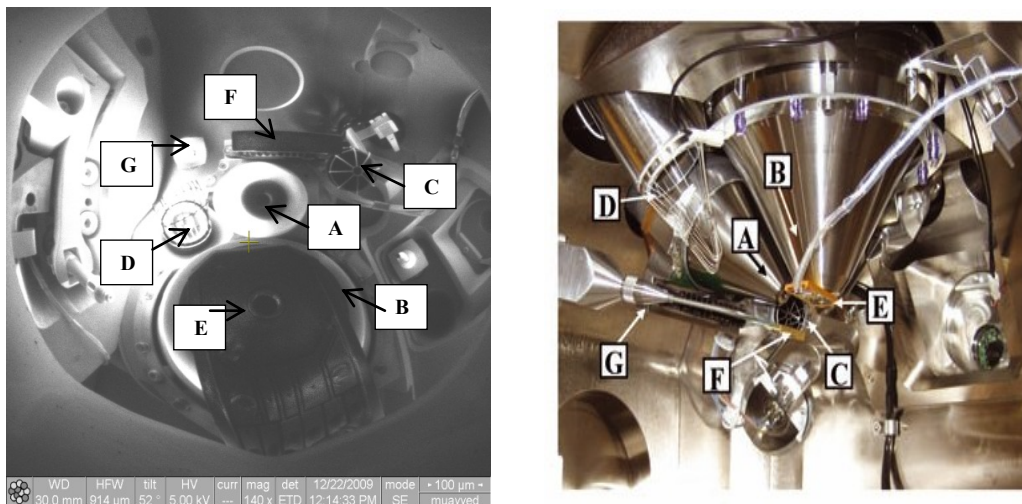 F
G
C
A
D
B
E
WD HFW tilt HV curr mag det 12/22/2009 mode 100 µm
30.0 mm 914 µm 52 ° 5.00 kV --- 140 x ETD 12:14:33 PM SE muayyed
B
D
A
E
G
F
C